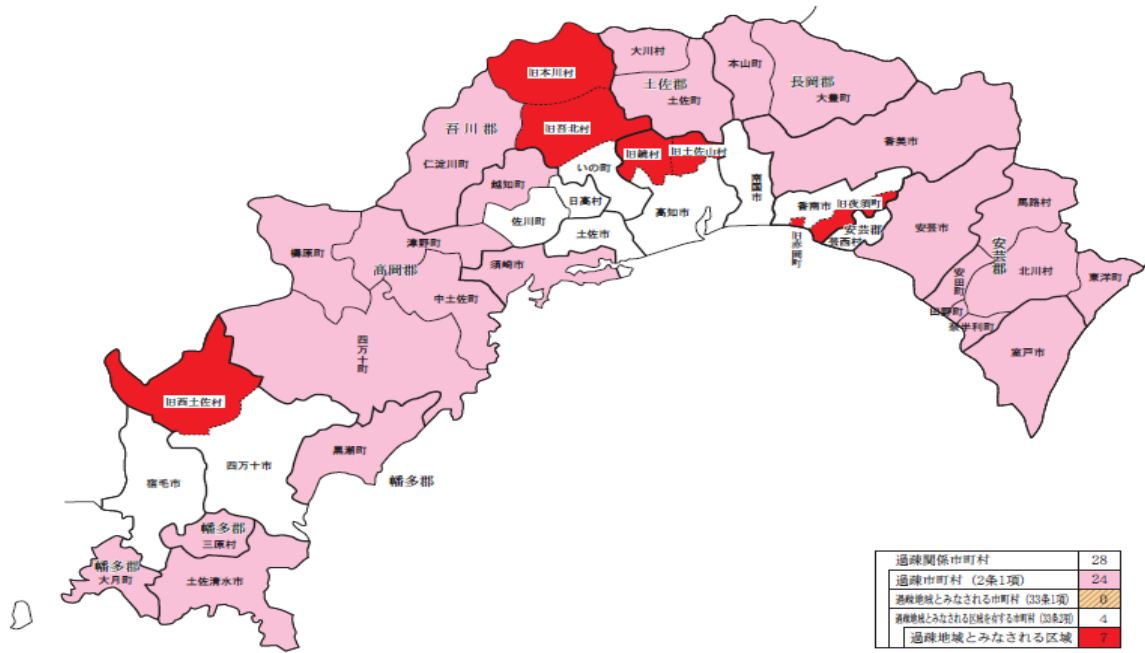 大川村
本山町
旧本川村
長岡郡
土佐郡
大豊町
土佐町
吾川郡
旧吾北村
香美市
旧鏡村
旧土佐山村
仁淀川町
いの町
越知町
南国市
日高村
高知市
香南市
旧夜須町
馬路村
佐川町
安芸郡
安芸市
土佐市
芸西村
津野町
旧赤岡町
安芸郡
梼原町
高岡郡
須崎市
北川村
東洋町
中土佐町
安田町
田野町
奈半利町
四万十町
室戸市
旧西土佐村
黒潮町
四万十市
宿毛市
幡多郡
幡多郡
三原村
幡多郡
大月町
土佐清水市
過疎関係市町村 28
過疎市町村 (2条1項) 24
過疎地域とみなされる市町村 (33条1項) 0
過疎地域とみなされる区域を有する市町村 (33条2項) 4
過疎地域とみなされる区域 7